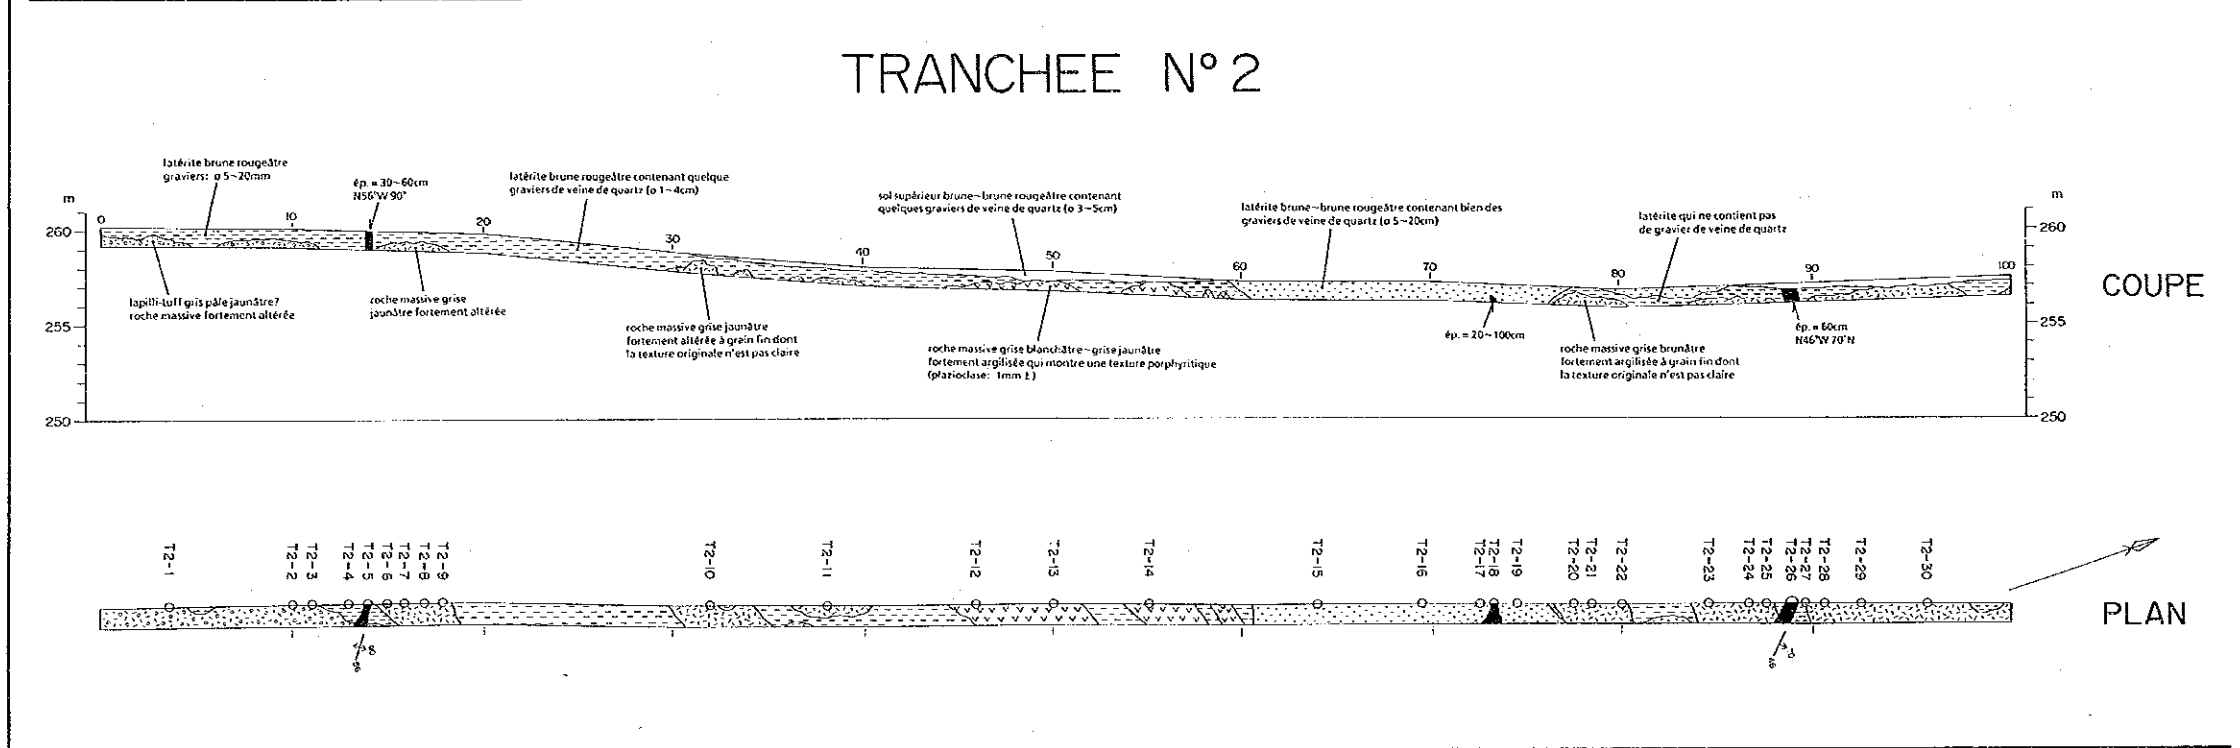 TRANCHEE N° 2
latérite brune rougeâtre
graviers: ø 5~20mm
ép. = 30~60cm
N56°W 90°
latérite brune rougeâtre contenant quelque
graviers de veine de quartz (ø 1~4cm)
sol supérieur brune~brune rougeâtre contenant
quelques graviers de veine de quartz (ø 3~5cm)
latérite brune~brune rougeâtre contenant bien des
graviers de veine de quartz (ø 5~20cm)
latérite qui ne contient pas
de gravier de veine de quartz
m
m
0 10 20 30 40 50 60 70 80 90 100
260
255
250
260
255
250
COUPE
lapilli-tuff gris pâle jaunâtre?
roche massive fortement altérée
roche massive grise
jaunâtre fortement altérée
roche massive grise jaunâtre
fortement altérée à grain fin dont
la texture originale n'est pas claire
roche massive grise blanchâtre~grise jaunâtre
fortement argilisée qui montre une texture porphyritique
(plazioclase: 1mm ±)
ép. = 20~100cm
roche massive grise brunâtre
fortement argilisée à grain fin dont
la texture originale n'est pas claire
ép. = 60cm
N46°W 70°N
T2-1 T2-2 T2-3 T2-4 T2-5 T2-6 T2-7 T2-8 T2-9 T2-10 T2-11 T2-12 T2-13 T2-14 T2-15 T2-16 T2-17 T2-18 T2-19 T2-20 T2-21 T2-22 T2-23 T2-24 T2-25 T2-26 T2-27 T2-28 T2-29 T2-30
PLAN